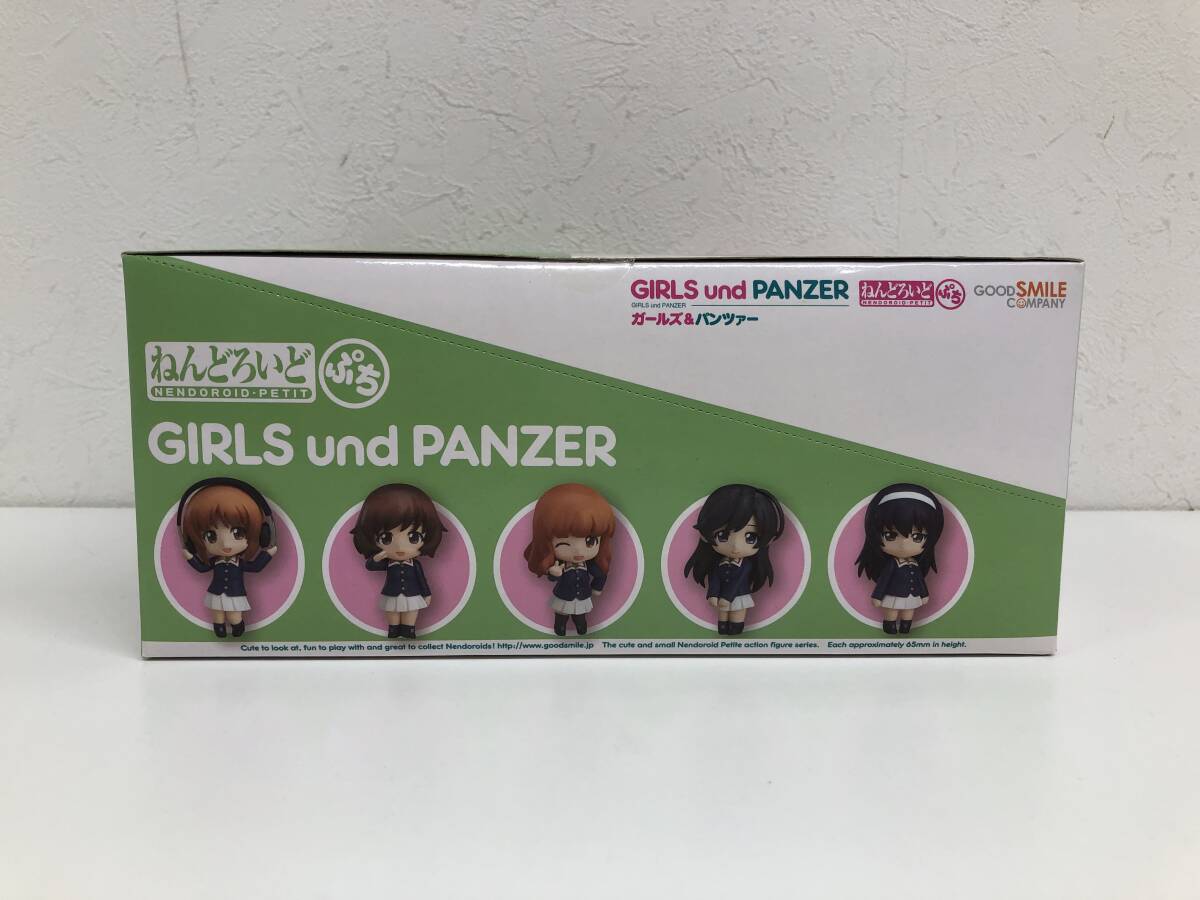 GIRLS und PANZER
GIRLS und PANZER
ガールズ&パンツァー
ねんどろいど
NENDOROID・PETIT
ぷち
GOOD SMILE
COMPANY
ねんどろいど
NENDOROID・PETIT
ぷち
GIRLS und PANZER
Cute to look at, fun to play with and great to collect Nendoroids! http://www.goodsmile.jp The cute and small Nendoroid Petite action figure series. Each approximately 65mm in height.